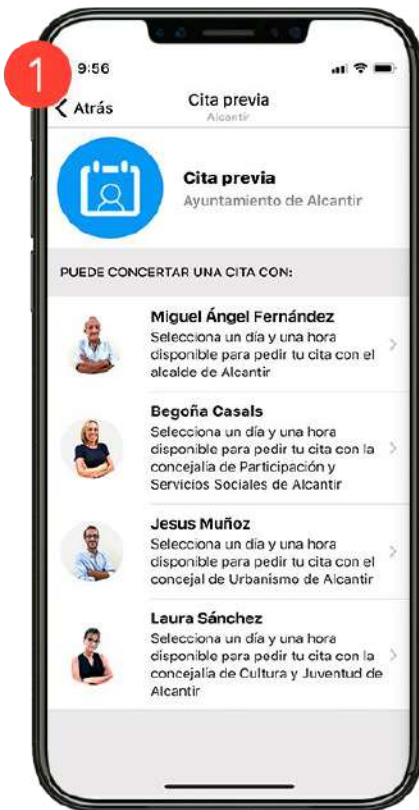 1
9:56
Atrás
Cita previa
Alcantir
Cita previa
Ayuntamiento de Alcantir
PUEDE CONCERTAR UNA CITA CON:
Miguel Ángel Fernández
Selecciona un día y una hora
disponible para pedir tu cita con el
alcalde de Alcantir
Begoña Casals
Selecciona un día y una hora
disponible para pedir tu cita con la
concejalía de Participación y
Servicios Sociales de Alcantir
Jesus Muñoz
Selecciona un día y una hora
disponible para pedir tu cita con el
concejal de Urbanismo de Alcantir
Laura Sánchez
Selecciona un día y una hora
disponible para pedir tu cita con la
concejalía de Cultura y Juventud de
Alcantir